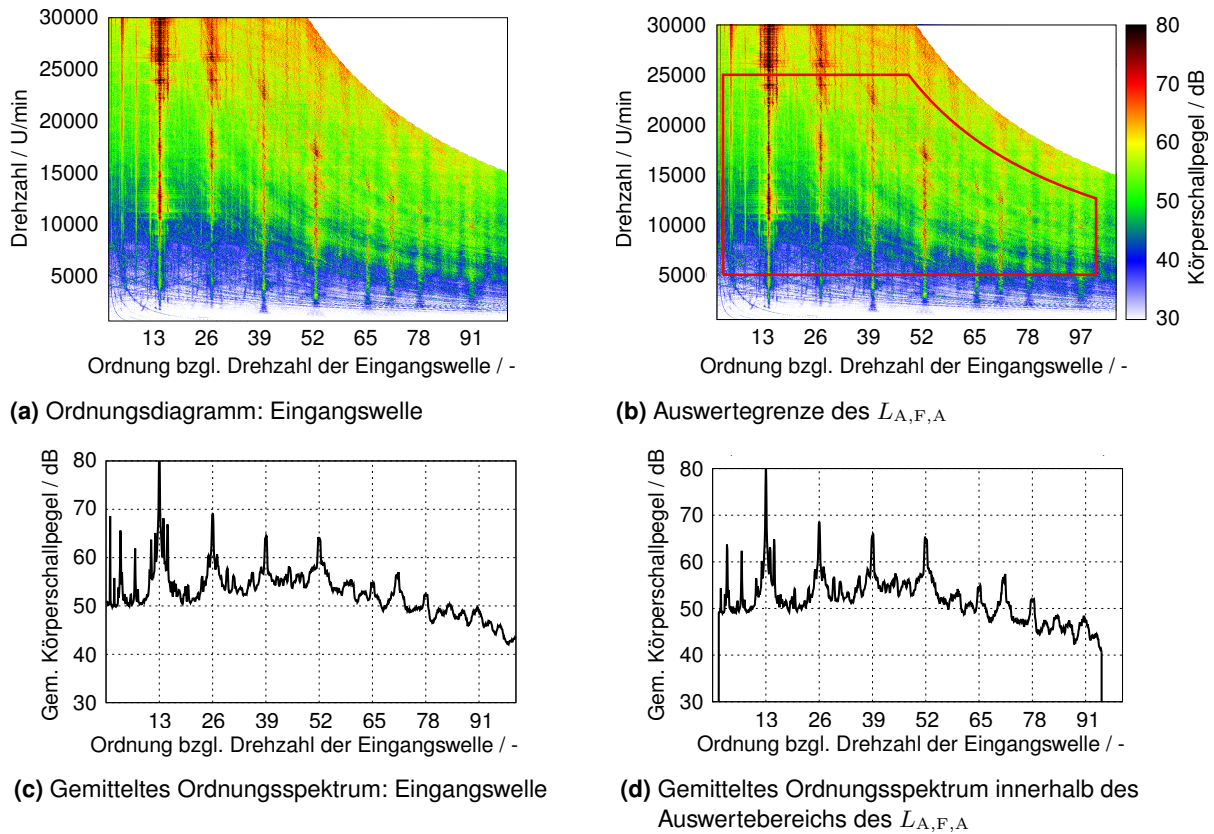 30000
25000
20000
15000
10000
5000
Drehzahl / U/min
13 26 39 52 65 78 91
Ordnung bzgl. Drehzahl der Eingangswelle / -
(a) Ordnungsdiagramm: Eingangswelle
30000
25000
20000
15000
10000
5000
Drehzahl / U/min
13 26 39 52 65 78 97
Ordnung bzgl. Drehzahl der Eingangswelle / -
80
70
60
50
40
30
Körperschallpegel / dB
(b) Auswertegrenze des L_A,F,A
80
70
60
50
40
30
Gem. Körperschallpegel / dB
13 26 39 52 65 78 91
Ordnung bzgl. Drehzahl der Eingangswelle / -
(c) Gemitteltes Ordnungsspektrum: Eingangswelle
80
70
60
50
40
30
Gem. Körperschallpegel / dB
13 26 39 52 65 78 91
Ordnung bzgl. Drehzahl der Eingangswelle / -
(d) Gemitteltes Ordnungsspektrum innerhalb des
Auswertebereichs des L_A,F,A